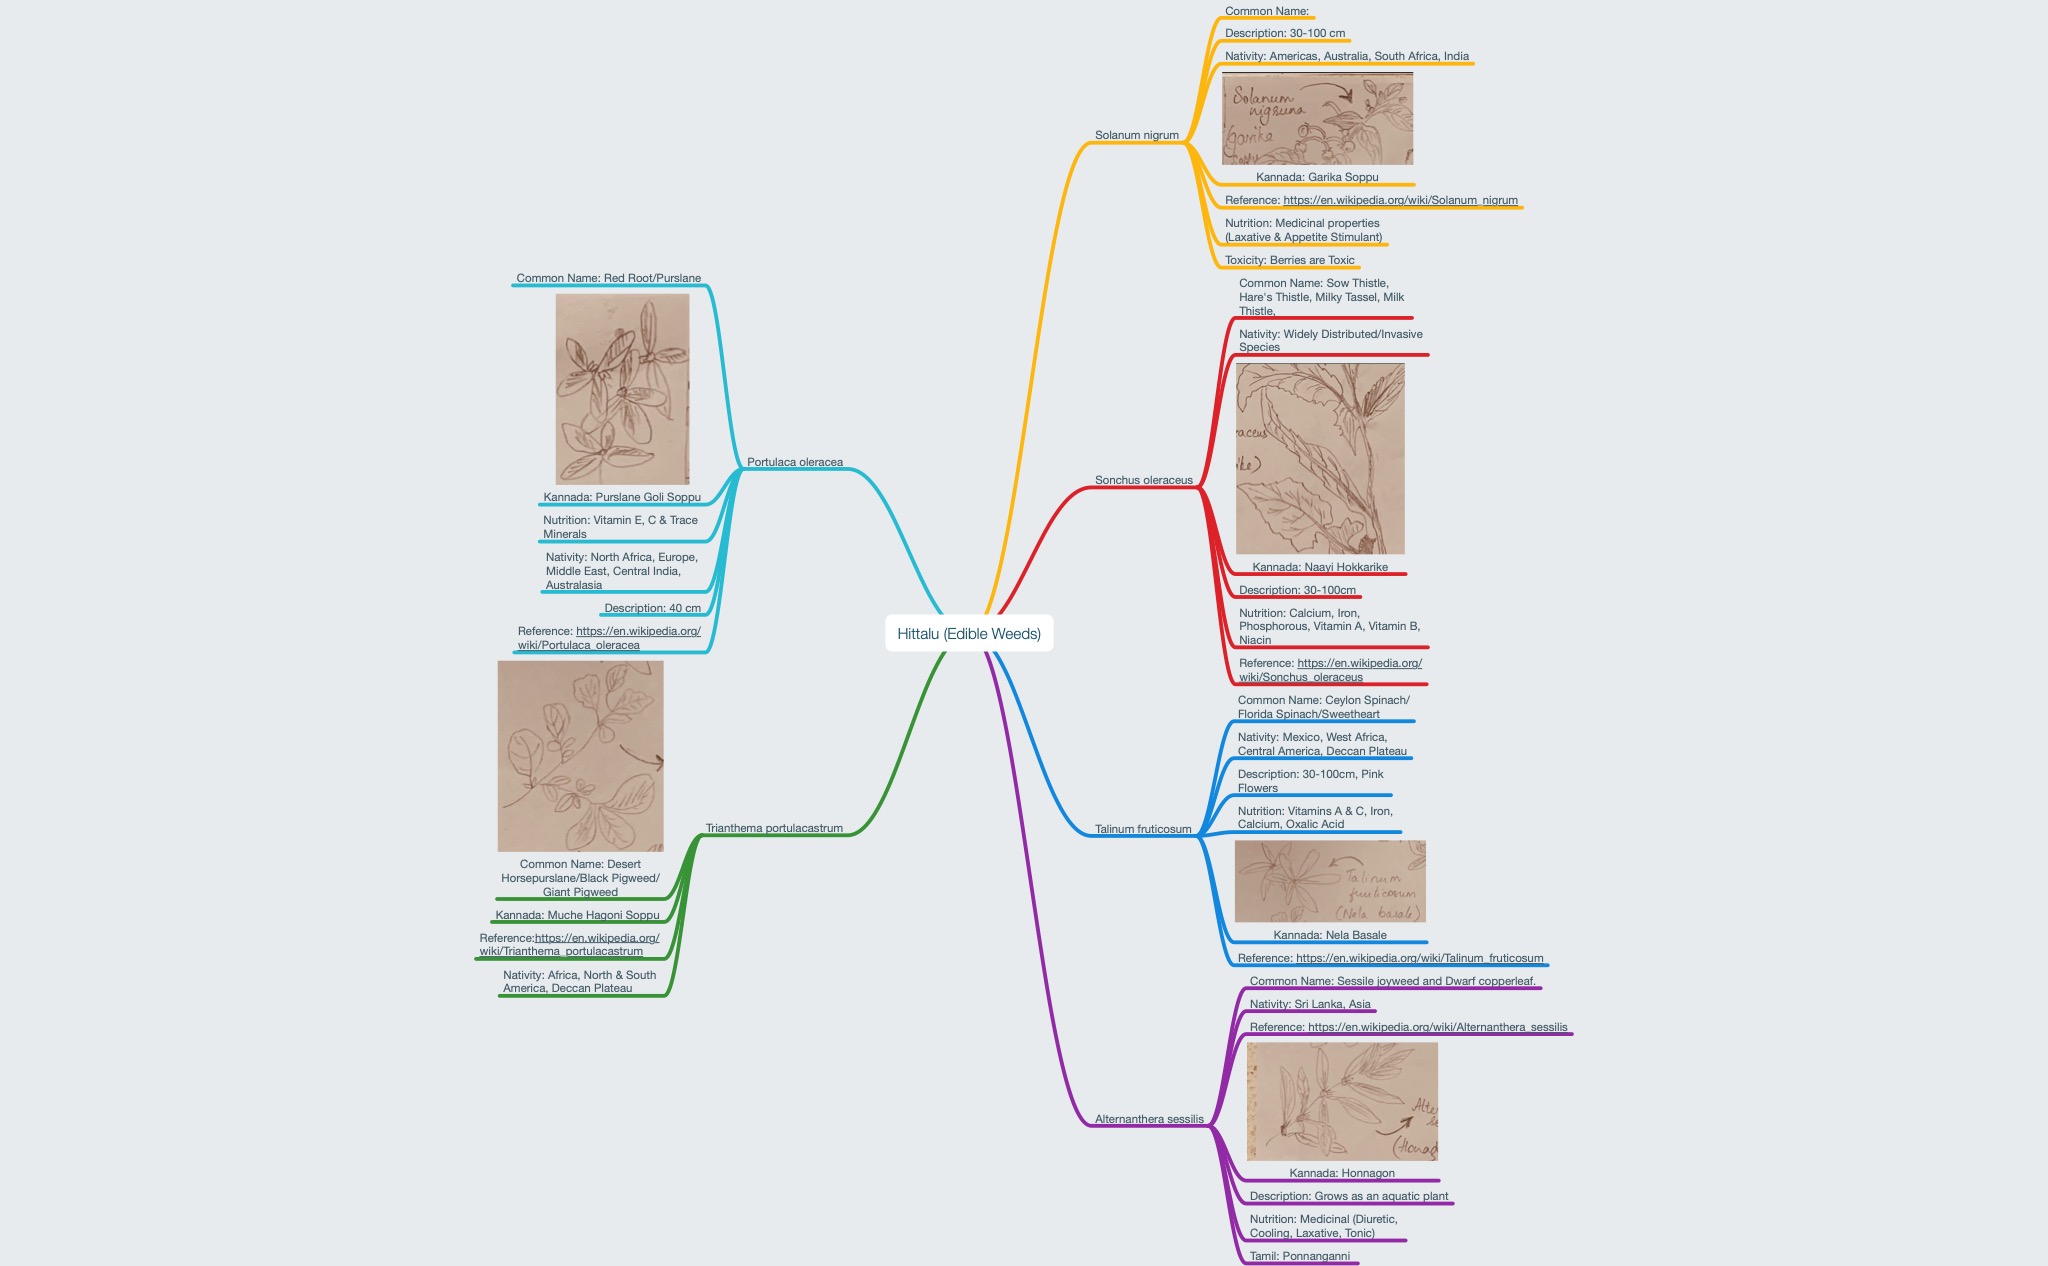 Hittalu (Edible Weeds)
Solanum nigrum
Common Name:
Description: 30-100 cm
Nativity: Americas, Australia, South Africa, India
Solanum
nigrum
Kannada: Garika Soppu
Reference: https://en.wikipedia.org/wiki/Solanum_nigrum
Nutrition: Medicinal properties
(Laxative & Appetite Stimulant)
Toxicity: Berries are Toxic
Sonchus oleraceus
Common Name: Sow Thistle,
Hare's Thistle, Milky Tassel, Milk
Thistle,
Nativity: Widely Distributed/Invasive
Species
raceus
ike)
Kannada: Naayi Hokkarike
Description: 30-100cm
Nutrition: Calcium, Iron,
Phosphorous, Vitamin A, Vitamin B,
Niacin
Reference: https://en.wikipedia.org/
wiki/Sonchus_oleraceus
Talinum fruticosum
Common Name: Ceylon Spinach/
Florida Spinach/Sweetheart
Nativity: Mexico, West Africa,
Central America, Deccan Plateau
Description: 30-100cm, Pink
Flowers
Nutrition: Vitamins A & C, Iron,
Calcium, Oxalic Acid
Talinum
fruticosum
(Nela basale)
Kannada: Nela Basale
Reference: https://en.wikipedia.org/wiki/Talinum_fruticosum
Alternanthera sessilis
Common Name: Sessile joyweed and Dwarf copperleaf.
Nativity: Sri Lanka, Asia
Reference: https://en.wikipedia.org/wiki/Alternanthera_sessilis
Alte
se
(Honag
Kannada: Honnagon
Description: Grows as an aquatic plant
Nutrition: Medicinal (Diuretic,
Cooling, Laxative, Tonic)
Tamil: Ponnanganni
Portulaca oleracea
Common Name: Red Root/Purslane
Kannada: Purslane Goli Soppu
Nutrition: Vitamin E, C & Trace
Minerals
Nativity: North Africa, Europe,
Middle East, Central India,
Australasia
Description: 40 cm
Reference: https://en.wikipedia.org/
wiki/Portulaca_oleracea
Trianthema portulacastrum
Common Name: Desert
Horsepurslane/Black Pigweed/
Giant Pigweed
Kannada: Muche Hagoni Soppu
Reference:https://en.wikipedia.org/
wiki/Trianthema_portulacastrum
Nativity: Africa, North & South
America, Deccan Plateau